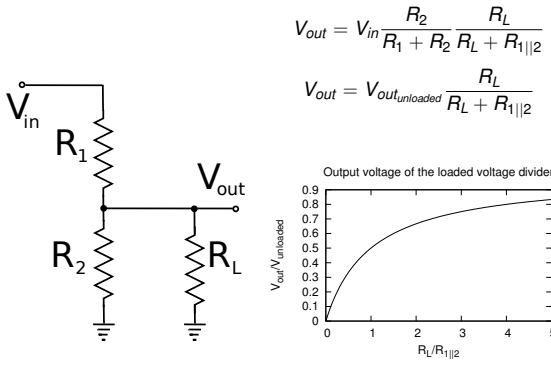 V_in
R_1
V_out
R_2
R_L
V_out = V_in R_2/(R_1 + R_2) R_L/(R_L + R_1||2)
V_out = V_out_unloaded R_L/(R_L + R_1||2)
Output voltage of the loaded voltage divider
V_out/V_unloaded
0.9
0.8
0.7
0.6
0.5
0.4
0.3
0.2
0.1
0
0 1 2 3 4 5
R_L/R_1||2